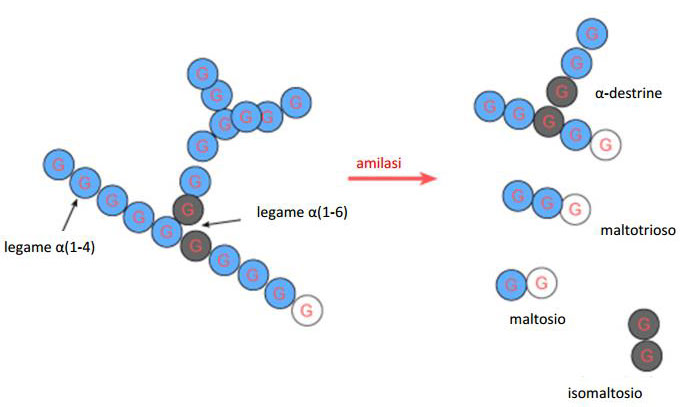 G
G
G G G G
G
G
G
G G G G G G G G G G
legame α(1-4)
legame α(1-6)
amilasi
G
G
G
G G G G G
α-destrine
G G G
maltotrioso
G G
maltosio
G
G
isomaltosio